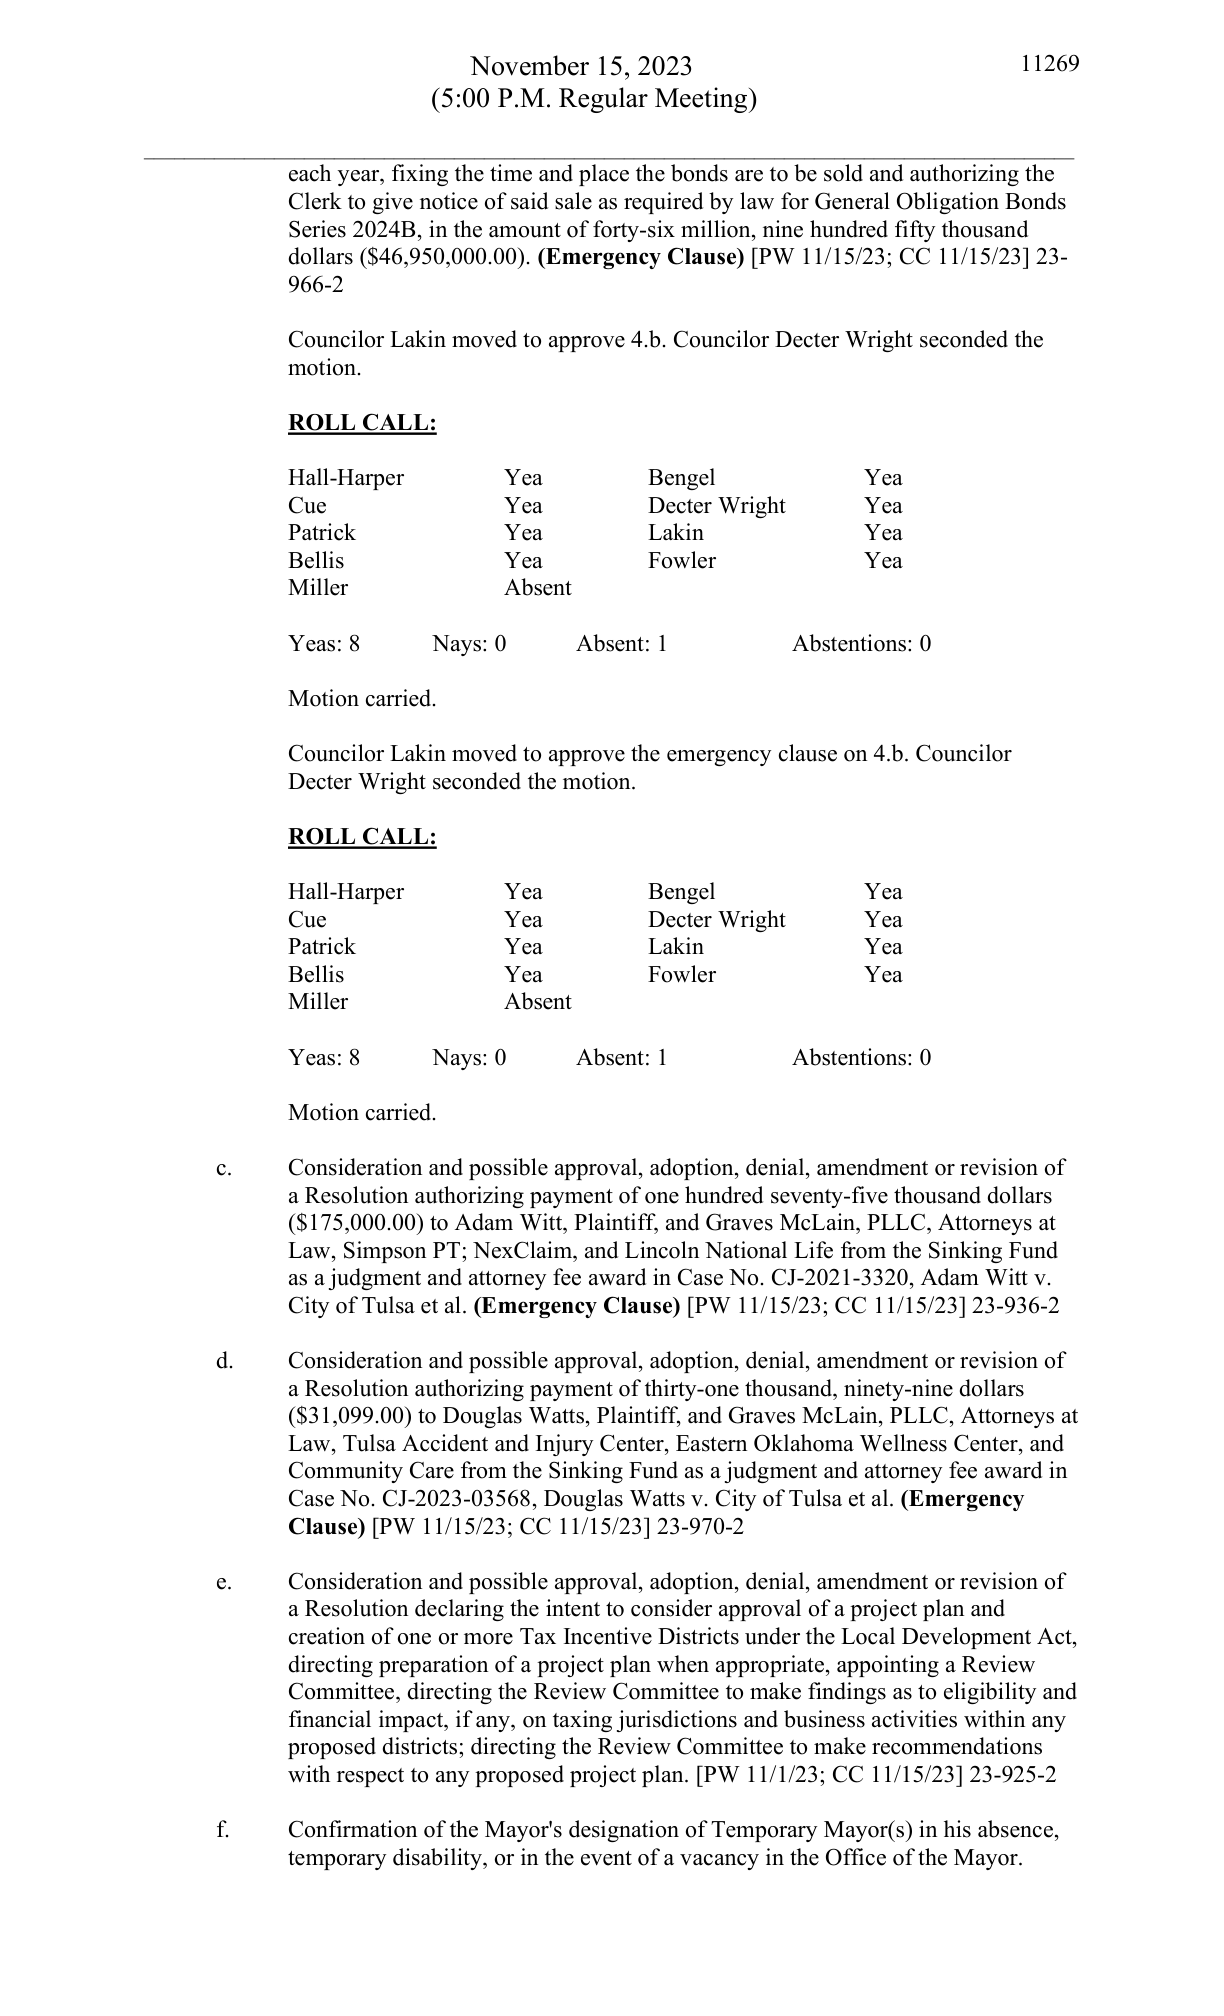 November 15, 2023 11269
(5:00 P.M. Regular Meeting)
each year, fixing the time and place the bonds are to be sold and authorizing the
Clerk to give notice of said sale as required by law for General Obligation Bonds
Series 2024B, in the amount of forty-six million, nine hundred fifty thousand
dollars ($46,950,000.00). (Emergency Clause) [PW 11/15/23; CC 11/15/23] 23-
966-2
Councilor Lakin moved to approve 4.b. Councilor Decter Wright seconded the
motion.
ROLL CALL:
Hall-Harper Yea Bengel Yea
Cue Yea Decter Wright Yea
Patrick Yea Lakin Yea
Bellis Yea Fowler Yea
Miller Absent
Yeas: 8 Nays: 0 Absent: 1 Abstentions: 0
Motion carried.
Councilor Lakin moved to approve the emergency clause on 4.b. Councilor
Decter Wright seconded the motion.
ROLL CALL:
Hall-Harper Yea Bengel Yea
Cue Yea Decter Wright Yea
Patrick Yea Lakin Yea
Bellis Yea Fowler Yea
Miller Absent
Yeas: 8 Nays: 0 Absent: 1 Abstentions: 0
Motion carried.
c. Consideration and possible approval, adoption, denial, amendment or revision of
a Resolution authorizing payment of one hundred seventy-five thousand dollars
($175,000.00) to Adam Witt, Plaintiff, and Graves McLain, PLLC, Attorneys at
Law, Simpson PT; NexClaim, and Lincoln National Life from the Sinking Fund
as a judgment and attorney fee award in Case No. CJ-2021-3320, Adam Witt v.
City of Tulsa et al. (Emergency Clause) [PW 11/15/23; CC 11/15/23] 23-936-2
d. Consideration and possible approval, adoption, denial, amendment or revision of
a Resolution authorizing payment of thirty-one thousand, ninety-nine dollars
($31,099.00) to Douglas Watts, Plaintiff, and Graves McLain, PLLC, Attorneys at
Law, Tulsa Accident and Injury Center, Eastern Oklahoma Wellness Center, and
Community Care from the Sinking Fund as a judgment and attorney fee award in
Case No. CJ-2023-03568, Douglas Watts v. City of Tulsa et al. (Emergency
Clause) [PW 11/15/23; CC 11/15/23] 23-970-2
e. Consideration and possible approval, adoption, denial, amendment or revision of
a Resolution declaring the intent to consider approval of a project plan and
creation of one or more Tax Incentive Districts under the Local Development Act,
directing preparation of a project plan when appropriate, appointing a Review
Committee, directing the Review Committee to make findings as to eligibility and
financial impact, if any, on taxing jurisdictions and business activities within any
proposed districts; directing the Review Committee to make recommendations
with respect to any proposed project plan. [PW 11/1/23; CC 11/15/23] 23-925-2
f. Confirmation of the Mayor's designation of Temporary Mayor(s) in his absence,
temporary disability, or in the event of a vacancy in the Office of the Mayor.